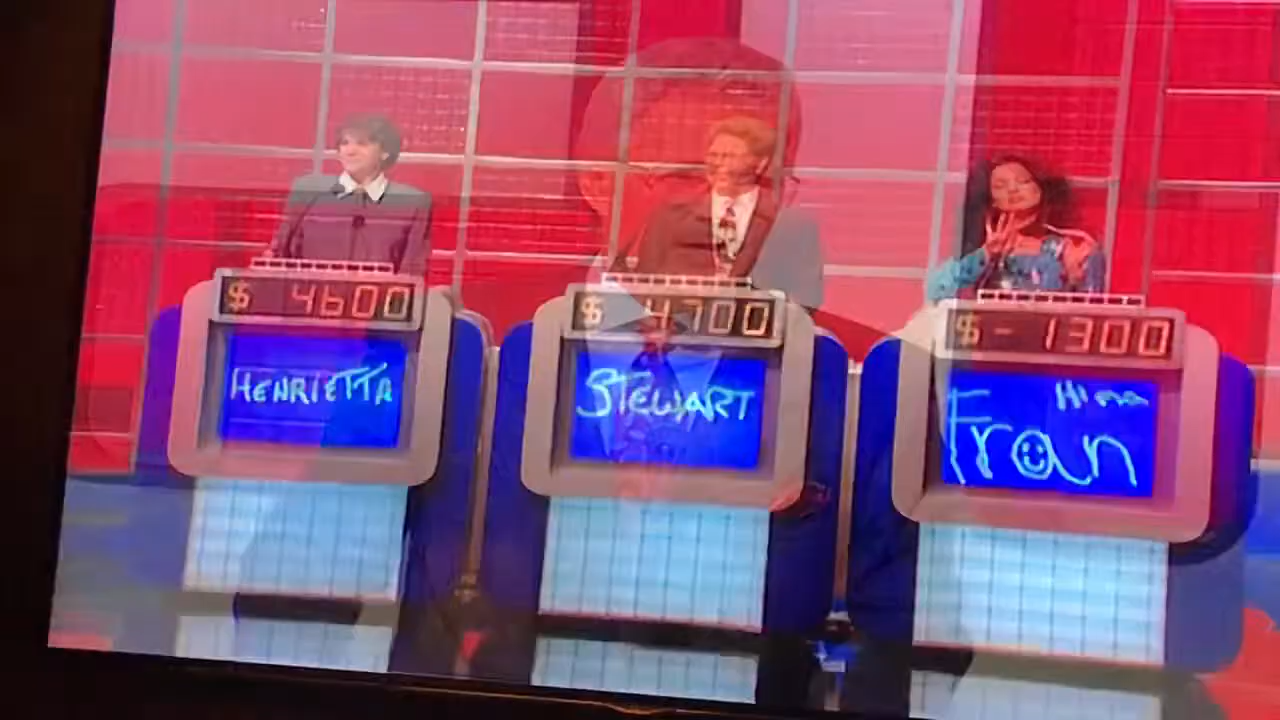 $ 4600
HENRIETTA
$ 4700
STEWART
$ - 1300
Hi ma
Fran